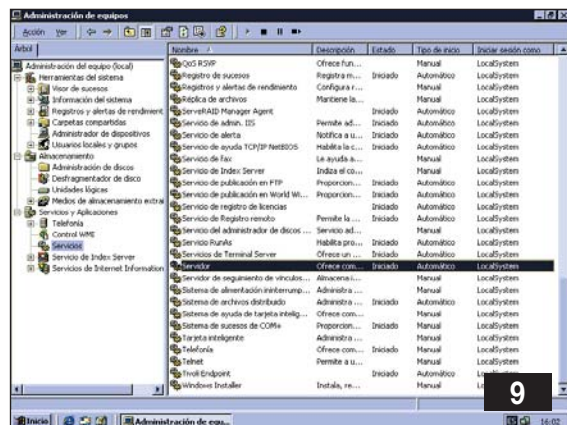 Administración de equipos
Acción Ver
Árbol
Nombre Descripción Estado Tipo de inicio Iniciar sesión como
Administración del equipo (local)
Herramientas del sistema
Visor de sucesos
Información del sistema
Registros y alertas de rendimient
Carpetas compartidas
Administrador de dispositivos
Usuarios locales y grupos
Almacenamiento
Administración de discos
Desfragmentador de disco
Unidades lógicas
Medios de almacenamiento extraí
Servicios y Aplicaciones
Telefonía
Control WMI
Servicios
Servicio de Index Server
Servicios de Internet Information
QoS RSVP Ofrece fun... Manual LocalSystem
Registro de sucesos Registra m... Iniciado Automático LocalSystem
Registros y alertas de rendimiento Configura r... Manual LocalSystem
Réplica de archivos Mantiene la... Manual LocalSystem
ServeRAID Manager Agent Iniciado Automático LocalSystem
Servicio de admin. IIS Permite ad... Iniciado Automático LocalSystem
Servicio de alerta Notifica a u... Iniciado Automático LocalSystem
Servicio de ayuda TCP/IP NetBIOS Habilita la c... Iniciado Automático LocalSystem
Servicio de fax Le ayuda a... Manual LocalSystem
Servicio de Index Server Indiza el co... Manual LocalSystem
Servicio de publicación en FTP Proporcion... Iniciado Automático LocalSystem
Servicio de publicación en World Wi... Proporcion... Iniciado Automático LocalSystem
Servicio de registro de licencias Iniciado Automático LocalSystem
Servicio de Registro remoto Permite la ... Iniciado Automático LocalSystem
Servicio del administrador de discos ... Servicio ad... Manual LocalSystem
Servicio RunAs Habilita pro... Iniciado Automático LocalSystem
Servicios de Terminal Server Ofrece un ... Iniciado Automático LocalSystem
Servidor Ofrece com... Iniciado Automático LocalSystem
Servidor de seguimiento de vínculos... Almacena i... Manual LocalSystem
Sistema de alimentación ininterrump... Administra ... Manual LocalSystem
Sistema de archivos distribuido Administra ... Iniciado Automático LocalSystem
Sistema de ayuda de tarjeta intelig... Ofrece com... Manual LocalSystem
Sistema de sucesos de COM+ Proporcion... Iniciado Manual LocalSystem
Tarjeta inteligente Administra ... Manual LocalSystem
Telefonía Ofrece com... Iniciado Manual LocalSystem
Telnet Permite a u... Manual LocalSystem
Tivoli Endpoint Iniciado Automático
Windows Installer Instala, re... Manual
9
Inicio Administración de equ... ES 16:02